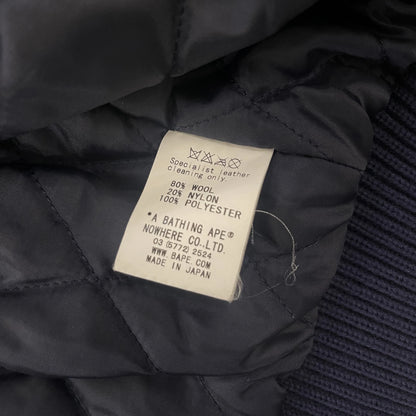 Specialist leather
cleaning only
80% WOOL
20% NYLON
100% POLYESTER
*A BATHING APE®
NOWHERE CO.,LTD.
03 (5772) 2524
WWW.BAPE.COM
MADE IN JAPAN